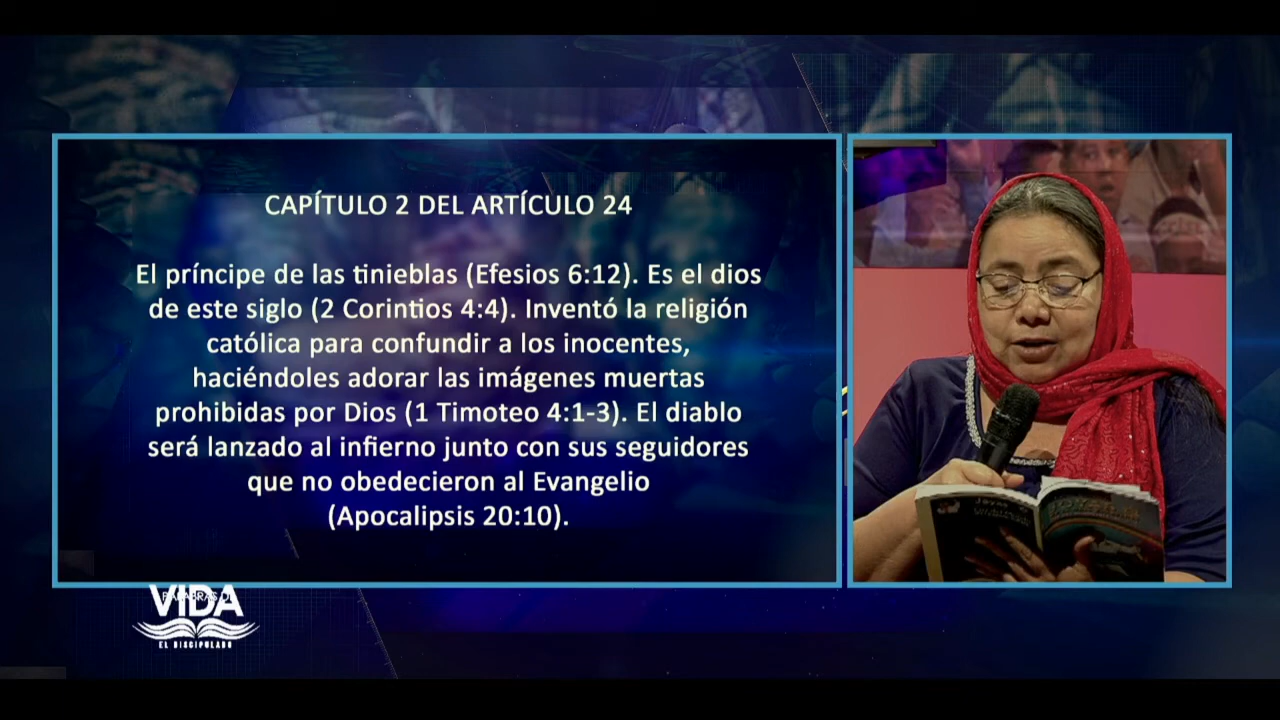 CAPÍTULO 2 DEL ARTÍCULO 24
El príncipe de las tinieblas (Efesios 6:12). Es el dios
de este siglo (2 Corintios 4:4). Inventó la religión
católica para confundir a los inocentes,
haciéndoles adorar las imágenes muertas
prohibidas por Dios (1 Timoteo 4:1-3). El diablo
será lanzado al infierno junto con sus seguidores
que no obedecieron al Evangelio
(Apocalipsis 20:10).
PALABRAS DE
VIDA
EL DISCIPULADO